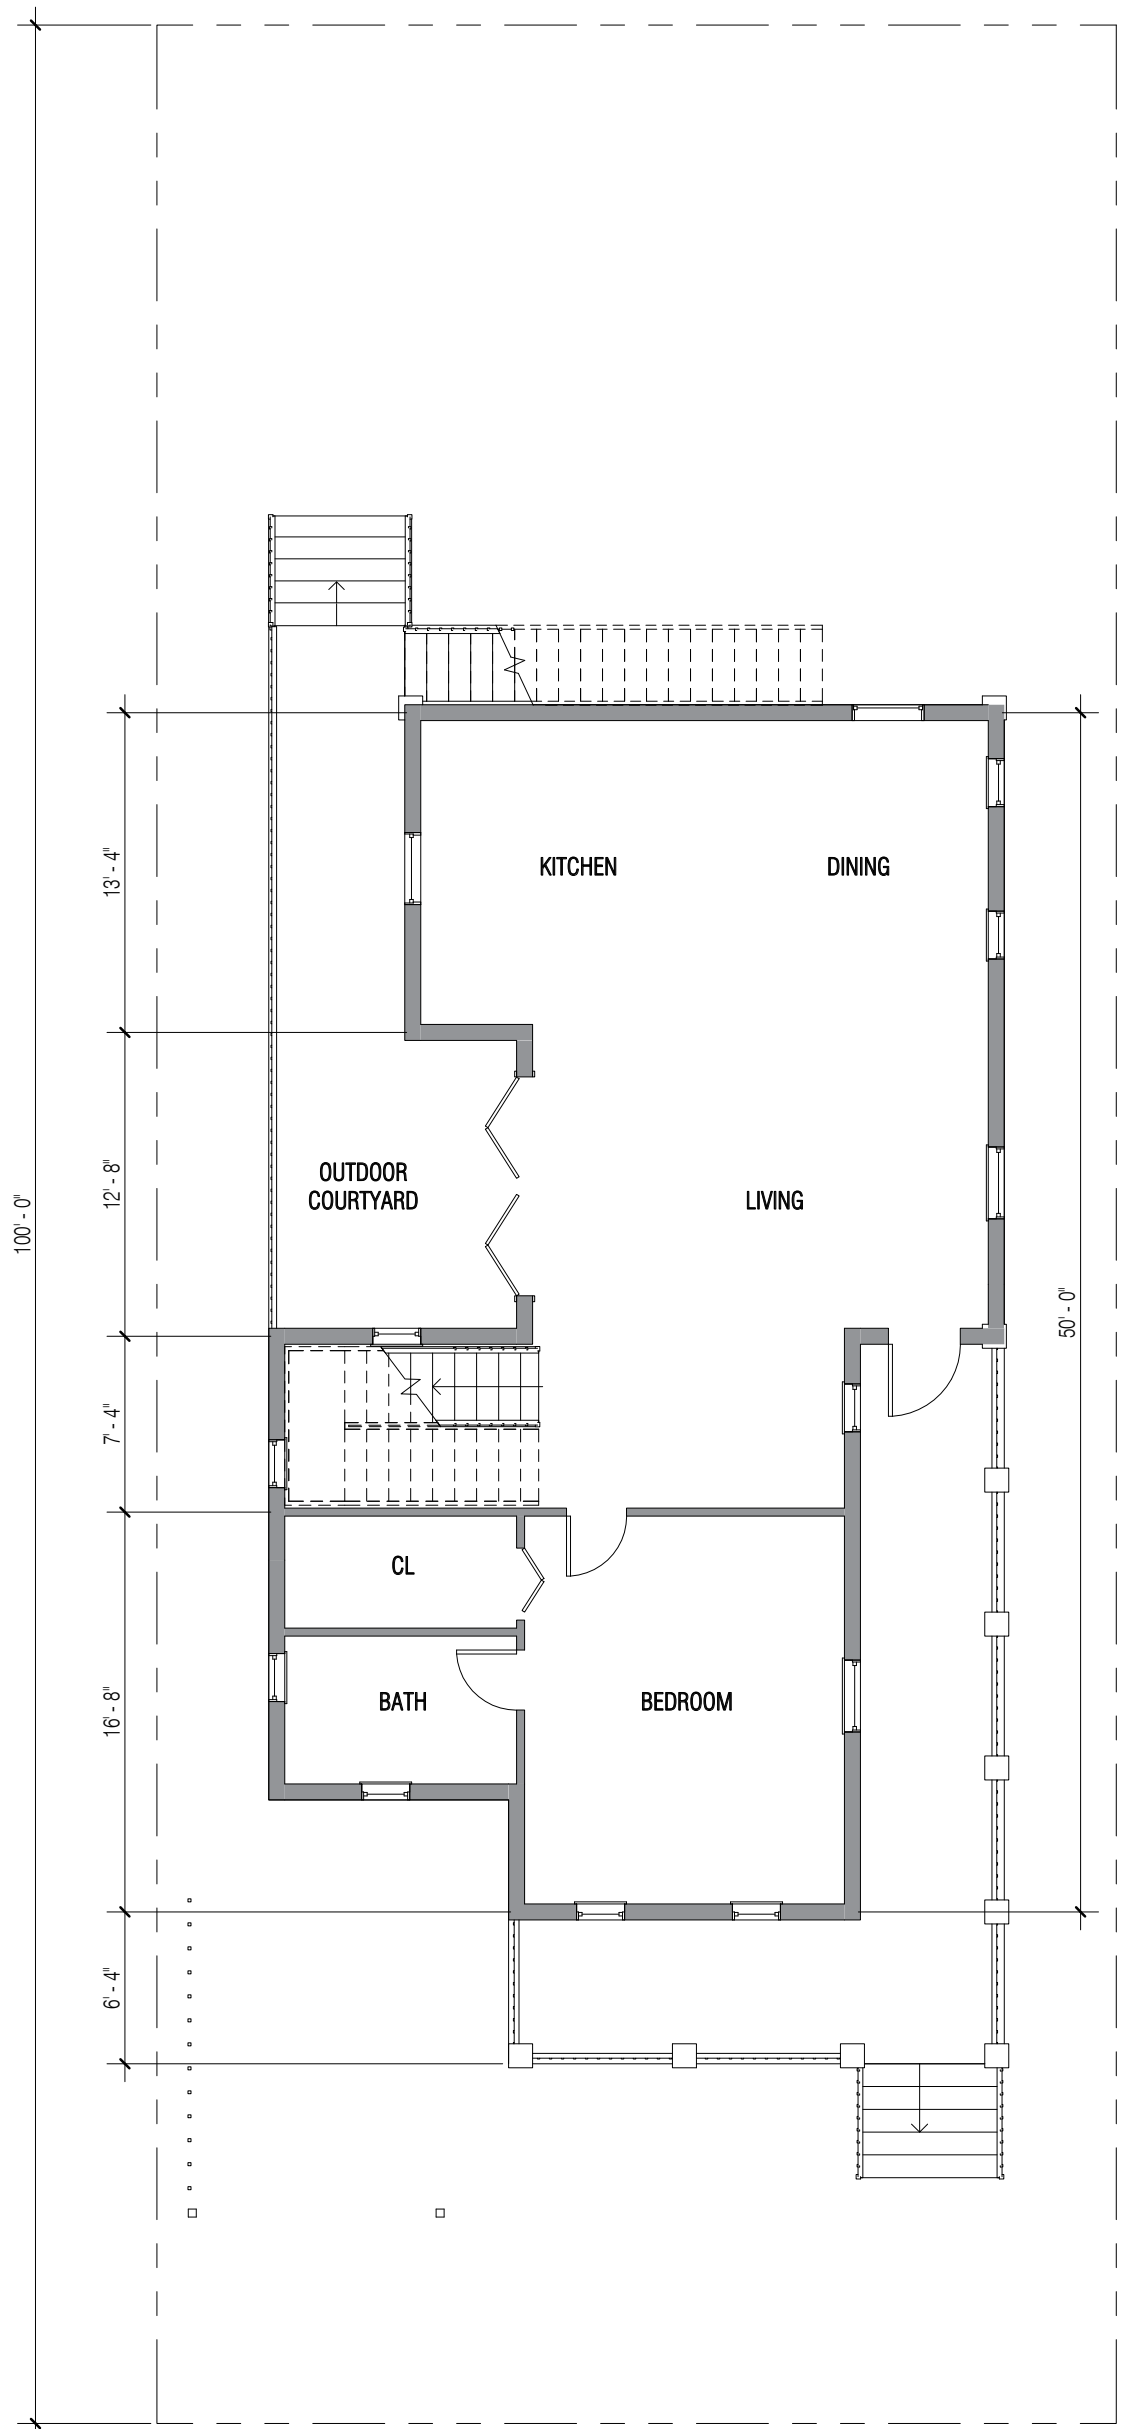 KITCHEN
DINING
13' - 4"
OUTDOOR
COURTYARD
LIVING
12' - 8"
100' - 0"
50' - 0"
7' - 4"
CL
BATH
BEDROOM
16' - 8"
6' - 4"